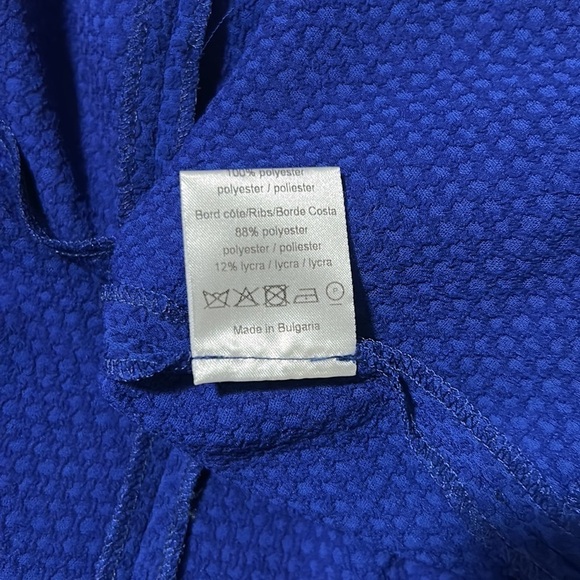 100% polyester
polyester / poliester
Bord côte/Ribs/Borde Costa
88% polyester
polyester / poliester
12% lycra / lycra / lycra
P
Made in Bulgaria